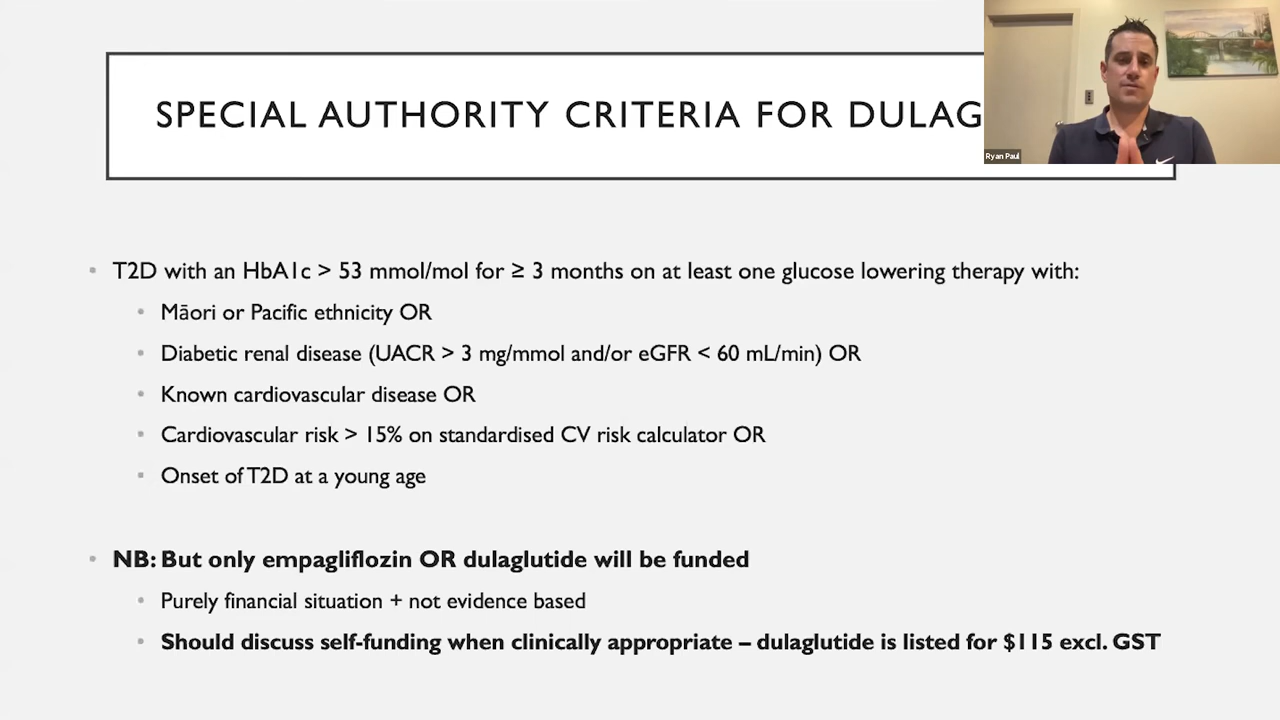 SPECIAL AUTHORITY CRITERIA FOR DULAG
Ryan Paul
T2D with an HbA1c > 53 mmol/mol for ≥ 3 months on at least one glucose lowering therapy with:
Māori or Pacific ethnicity OR
Diabetic renal disease (UACR > 3 mg/mmol and/or eGFR < 60 mL/min) OR
Known cardiovascular disease OR
Cardiovascular risk > 15% on standardised CV risk calculator OR
Onset of T2D at a young age
NB: But only empagliflozin OR dulaglutide will be funded
Purely financial situation + not evidence based
Should discuss self-funding when clinically appropriate – dulaglutide is listed for $115 excl. GST